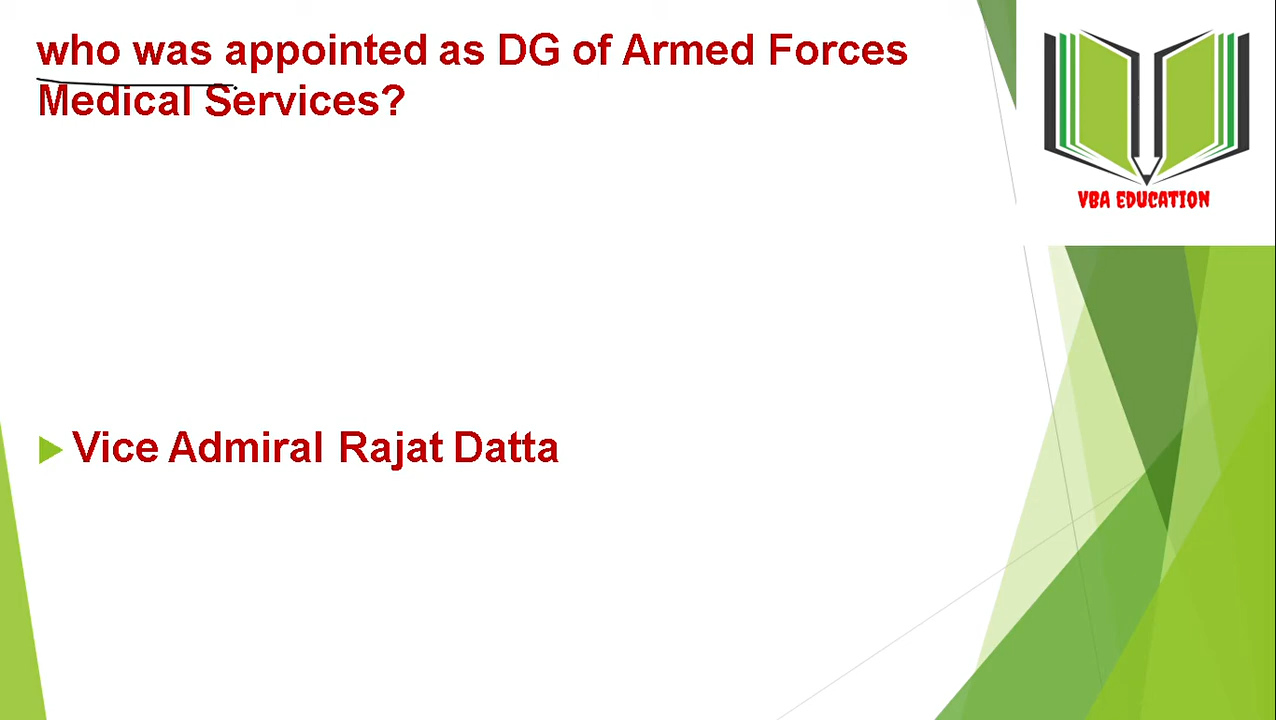 who was appointed as DG of Armed Forces
Medical Services?
VBA EDUCATION
Vice Admiral Rajat Datta